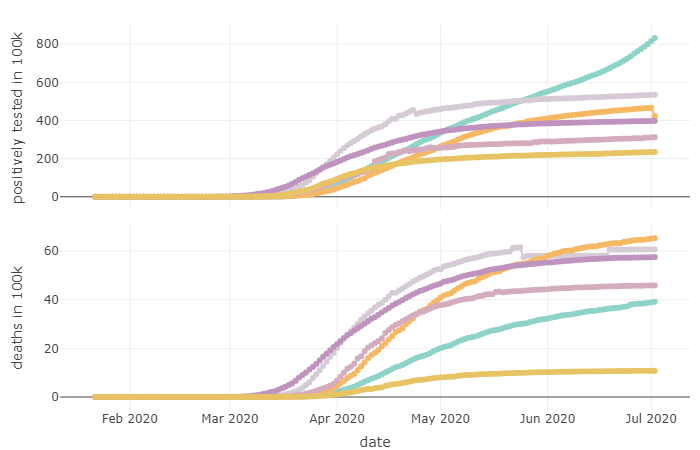 positively tested in 100k
800
600
400
200
0
deaths in 100k
60
40
20
0
Feb 2020
Mar 2020
Apr 2020
May 2020
Jun 2020
Jul 2020
date